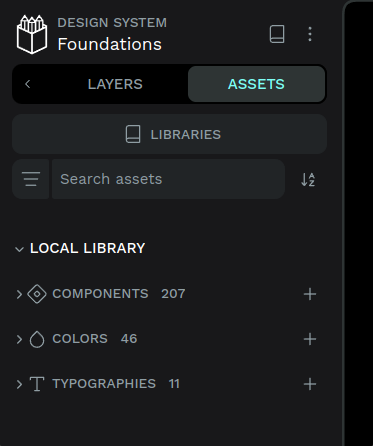 DESIGN SYSTEM
Foundations
LAYERS ASSETS
LIBRARIES
Search assets
LOCAL LIBRARY
COMPONENTS 207
COLORS 46
TYPOGRAPHIES 11